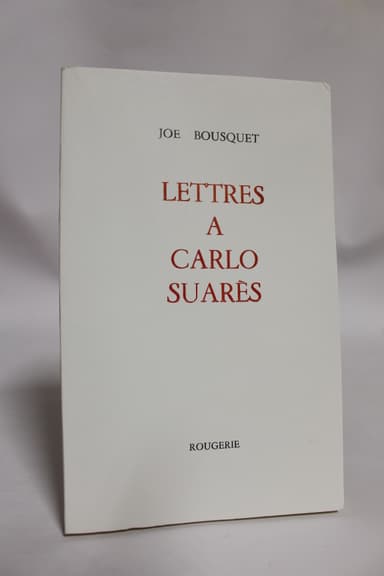 JOE BOUSQUET
LETTRES
A
CARLO
SUARÈS
ROUGERIE